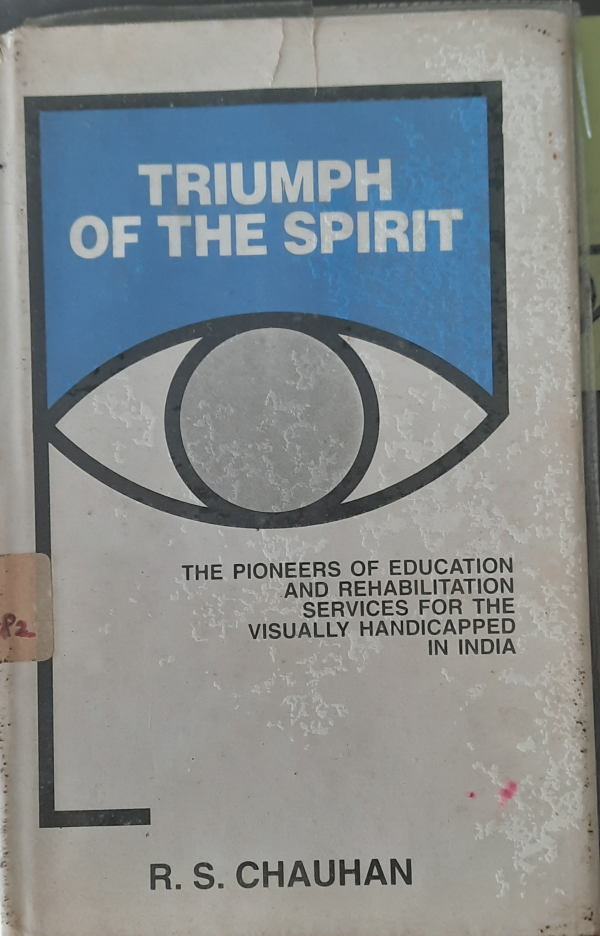 TRIUMPH
OF THE SPIRIT
THE PIONEERS OF EDUCATION
AND REHABILITATION
SERVICES FOR THE
VISUALLY HANDICAPPED
IN INDIA
R. S. CHAUHAN